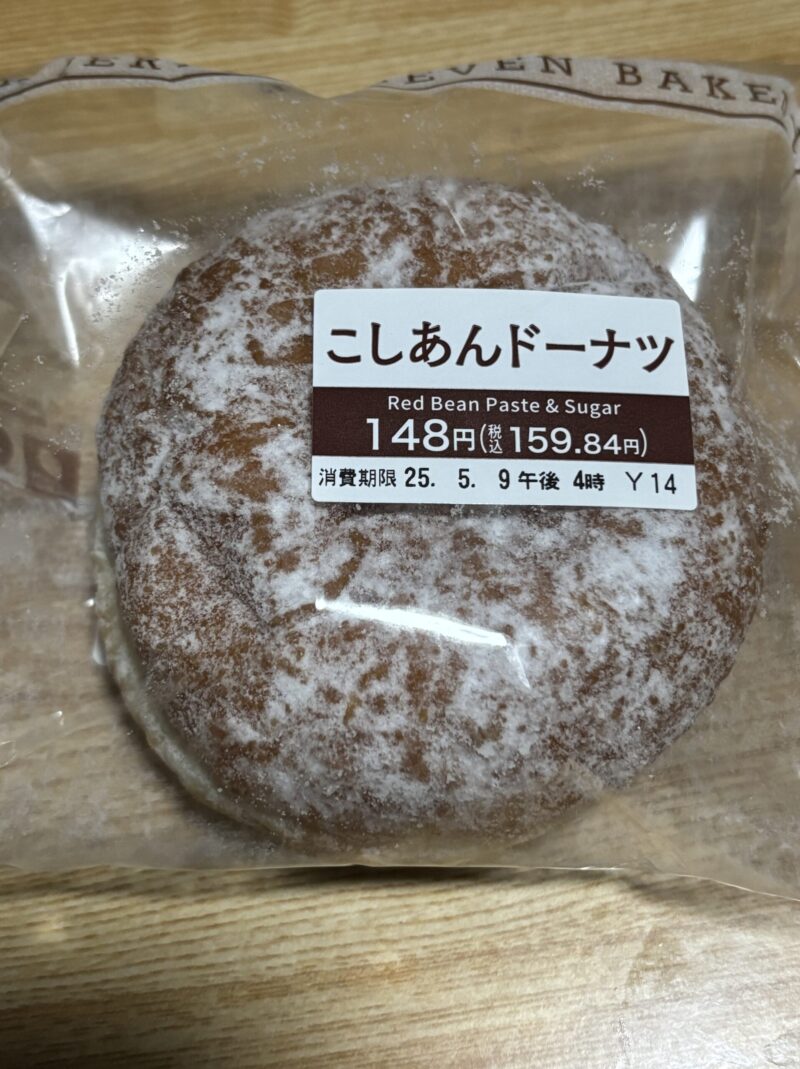 EVEN BAKE
こしあんドーナツ
Red Bean Paste & Sugar
148円(税込159.84円)
消費期限 25. 5. 9午後 4時 Y14